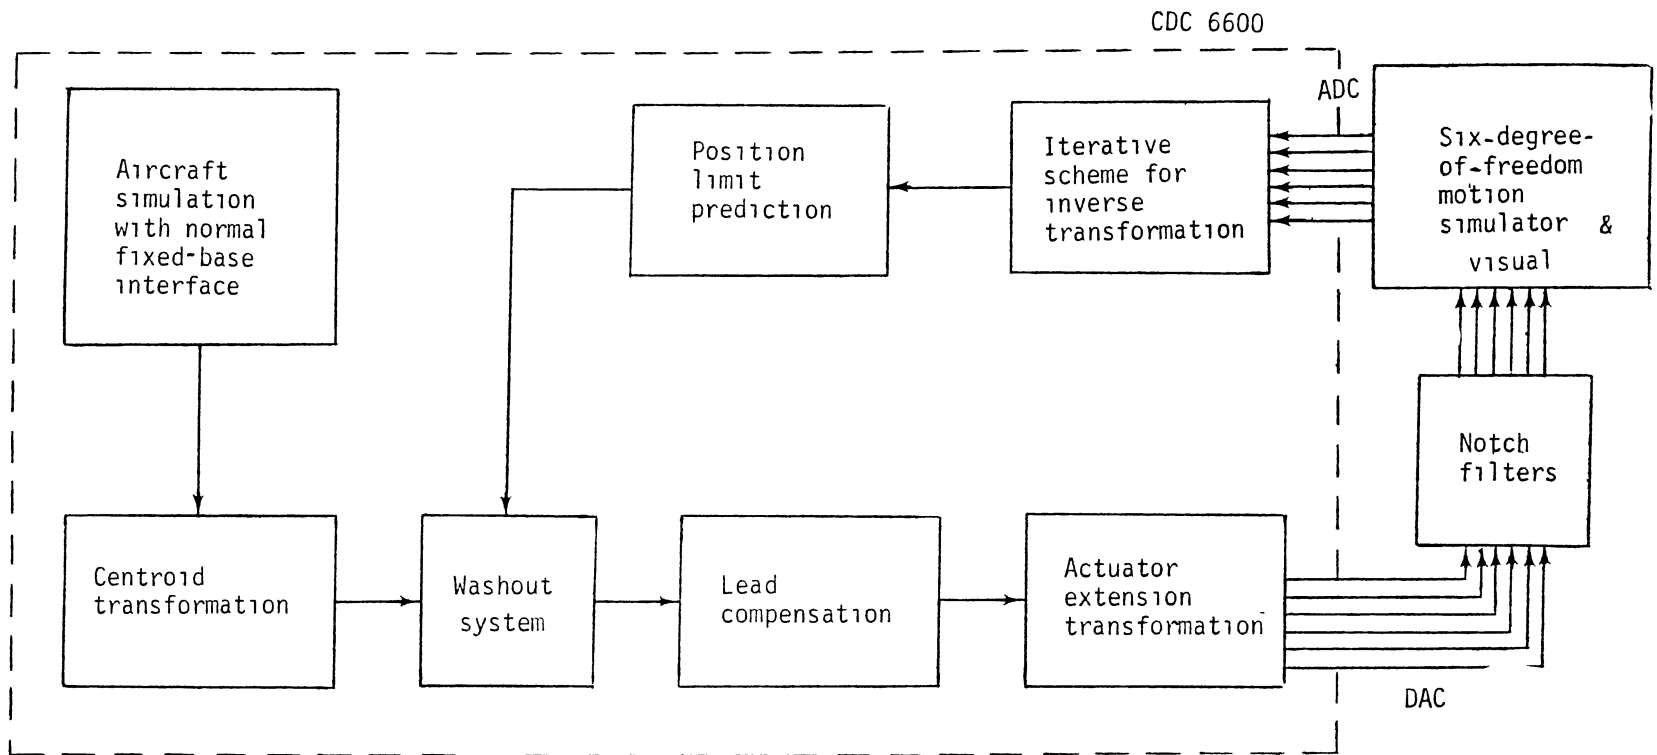 CDC 6600
ADC
Aircraft
simulation
with normal
fixed-base
interface
Position
limit
prediction
Iterative
scheme for
inverse
transformation
Six-degree-
of-freedom
motion
simulator &
visual
Notch
filters
Centroid
transformation
Washout
system
Lead
compensation
Actuator
extension
transformation
DAC